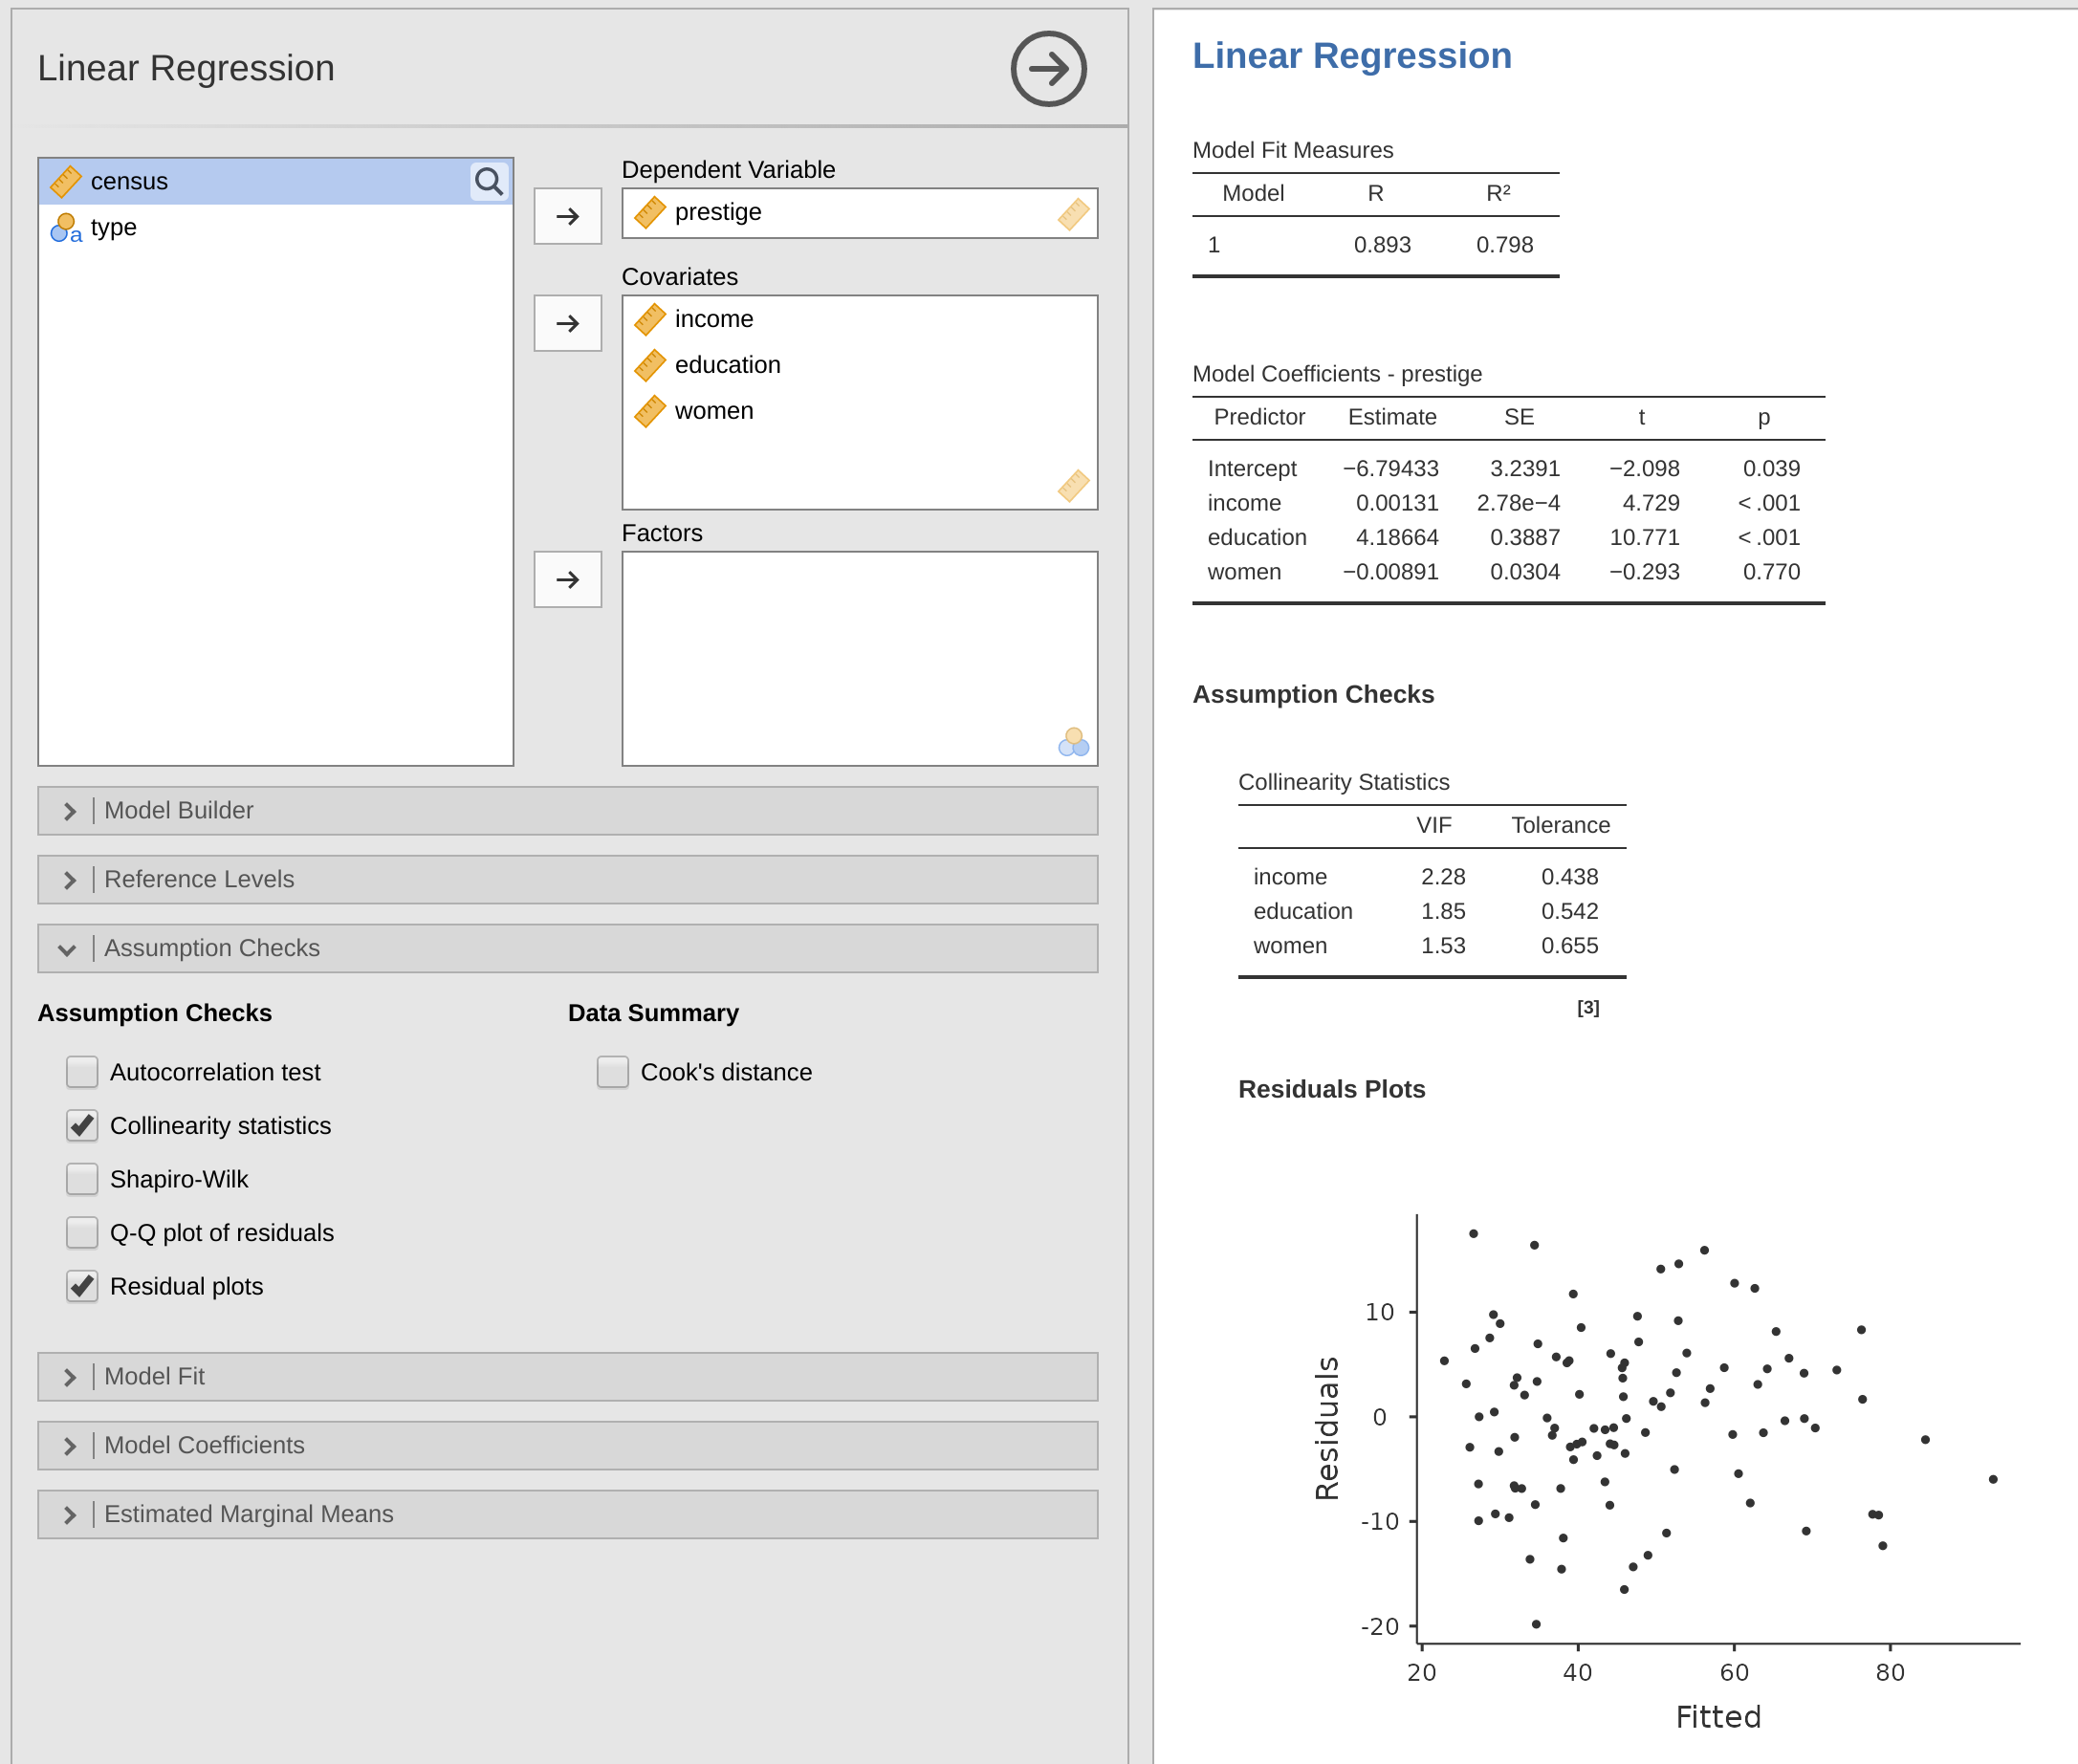 Linear Regression
census
type
Dependent Variable
prestige
Covariates
income
education
women
Factors
Model Builder
Reference Levels
Assumption Checks
Assumption Checks
Data Summary
Autocorrelation test
Cook's distance
Collinearity statistics
Shapiro-Wilk
Q-Q plot of residuals
Residual plots
Model Fit
Model Coefficients
Estimated Marginal Means
Linear Regression
Model Fit Measures
Model R R²
1 0.893 0.798
Model Coefficients - prestige
Predictor Estimate SE t p
Intercept −6.79433 3.2391 −2.098 0.039
income 0.00131 2.78e−4 4.729 < .001
education 4.18664 0.3887 10.771 < .001
women −0.00891 0.0304 −0.293 0.770
Assumption Checks
Collinearity Statistics
VIF Tolerance
income 2.28 0.438
education 1.85 0.542
women 1.53 0.655
[3]
Residuals Plots
Residuals
10
0
-10
-20
20 40 60 80
Fitted